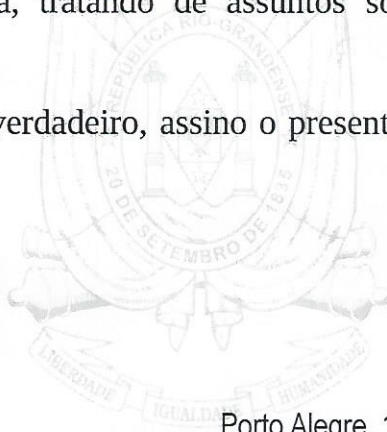 a, tratando de assuntos so
REPÚBLICA RIO-GRANDENSE
verdadeiro, assino o present
20 DE SETEMBRO DE 1835
LIBERDADE IGUALDADE HUMANIDADE
Porto Alegre, 1